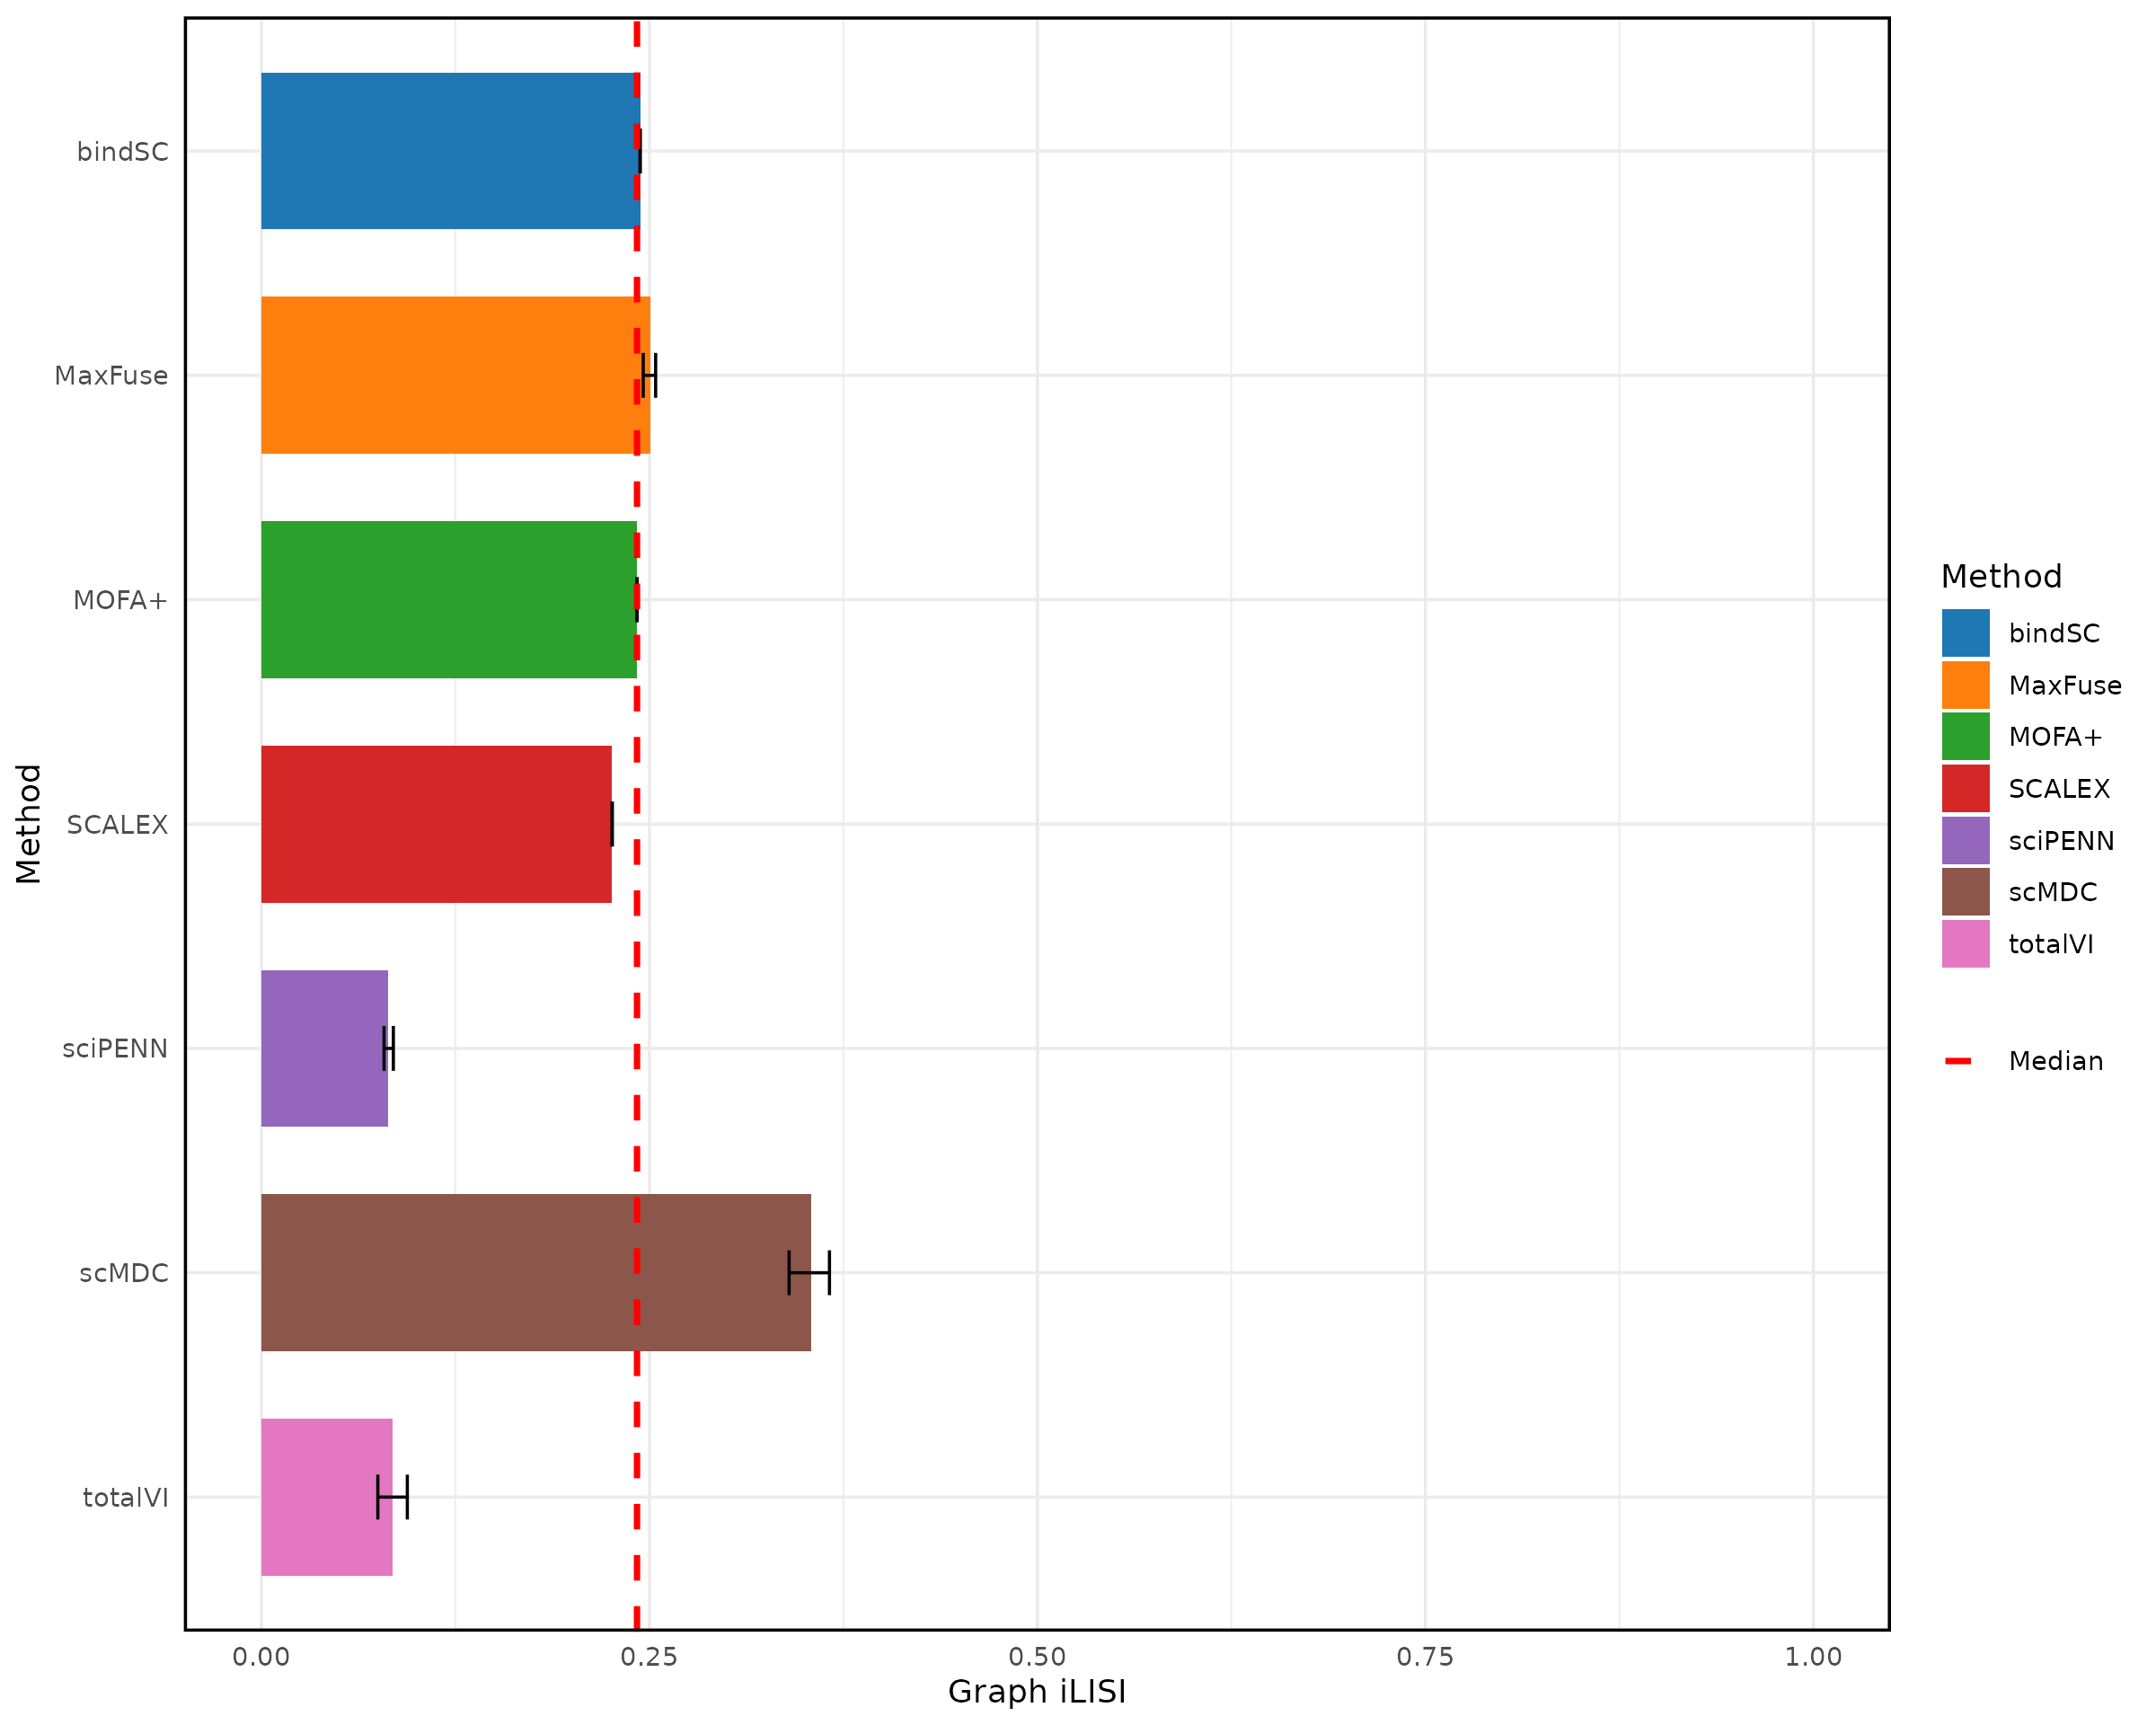 bindSC
MaxFuse
MOFA+
SCALEX
sciPENN
scMDC
totalVI
Method
0.00 0.25 0.50 0.75 1.00
Graph iLISI
Method
bindSC
MaxFuse
MOFA+
SCALEX
sciPENN
scMDC
totalVI
Median